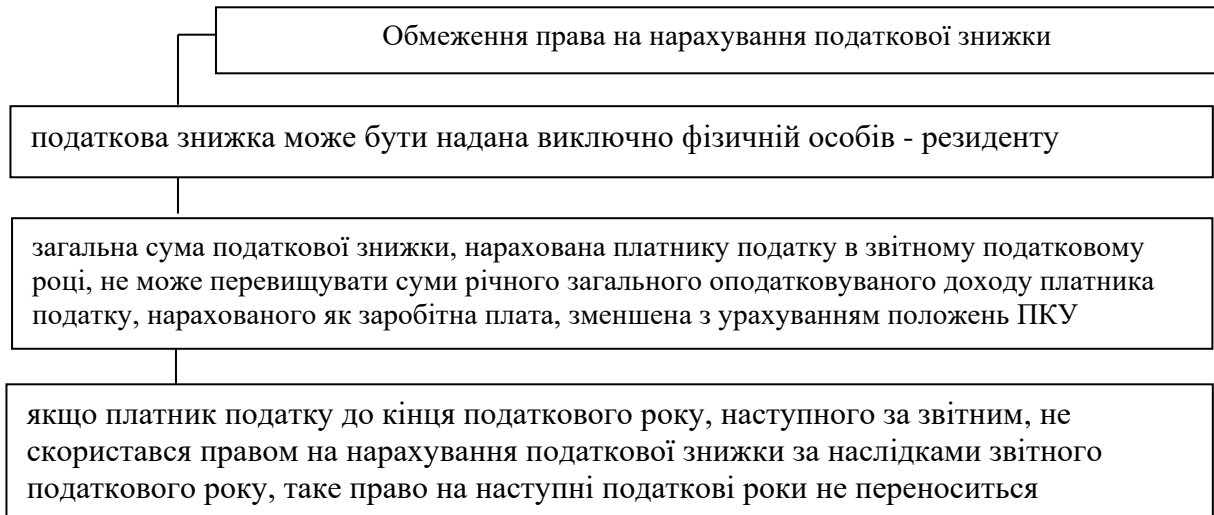 Обмеження права на нарахування податкової знижки
податкова знижка може бути надана виключно фізичній особів - резиденту
загальна сума податкової знижки, нарахована платнику податку в звітному податковому
році, не може перевищувати суми річного загального оподатковуваного доходу платника
податку, нарахованого як заробітна плата, зменшена з урахуванням положень ПКУ
якщо платник податку до кінця податкового року, наступного за звітним, не
скористався правом на нарахування податкової знижки за наслідками звітного
податкового року, таке право на наступні податкові роки не переноситься